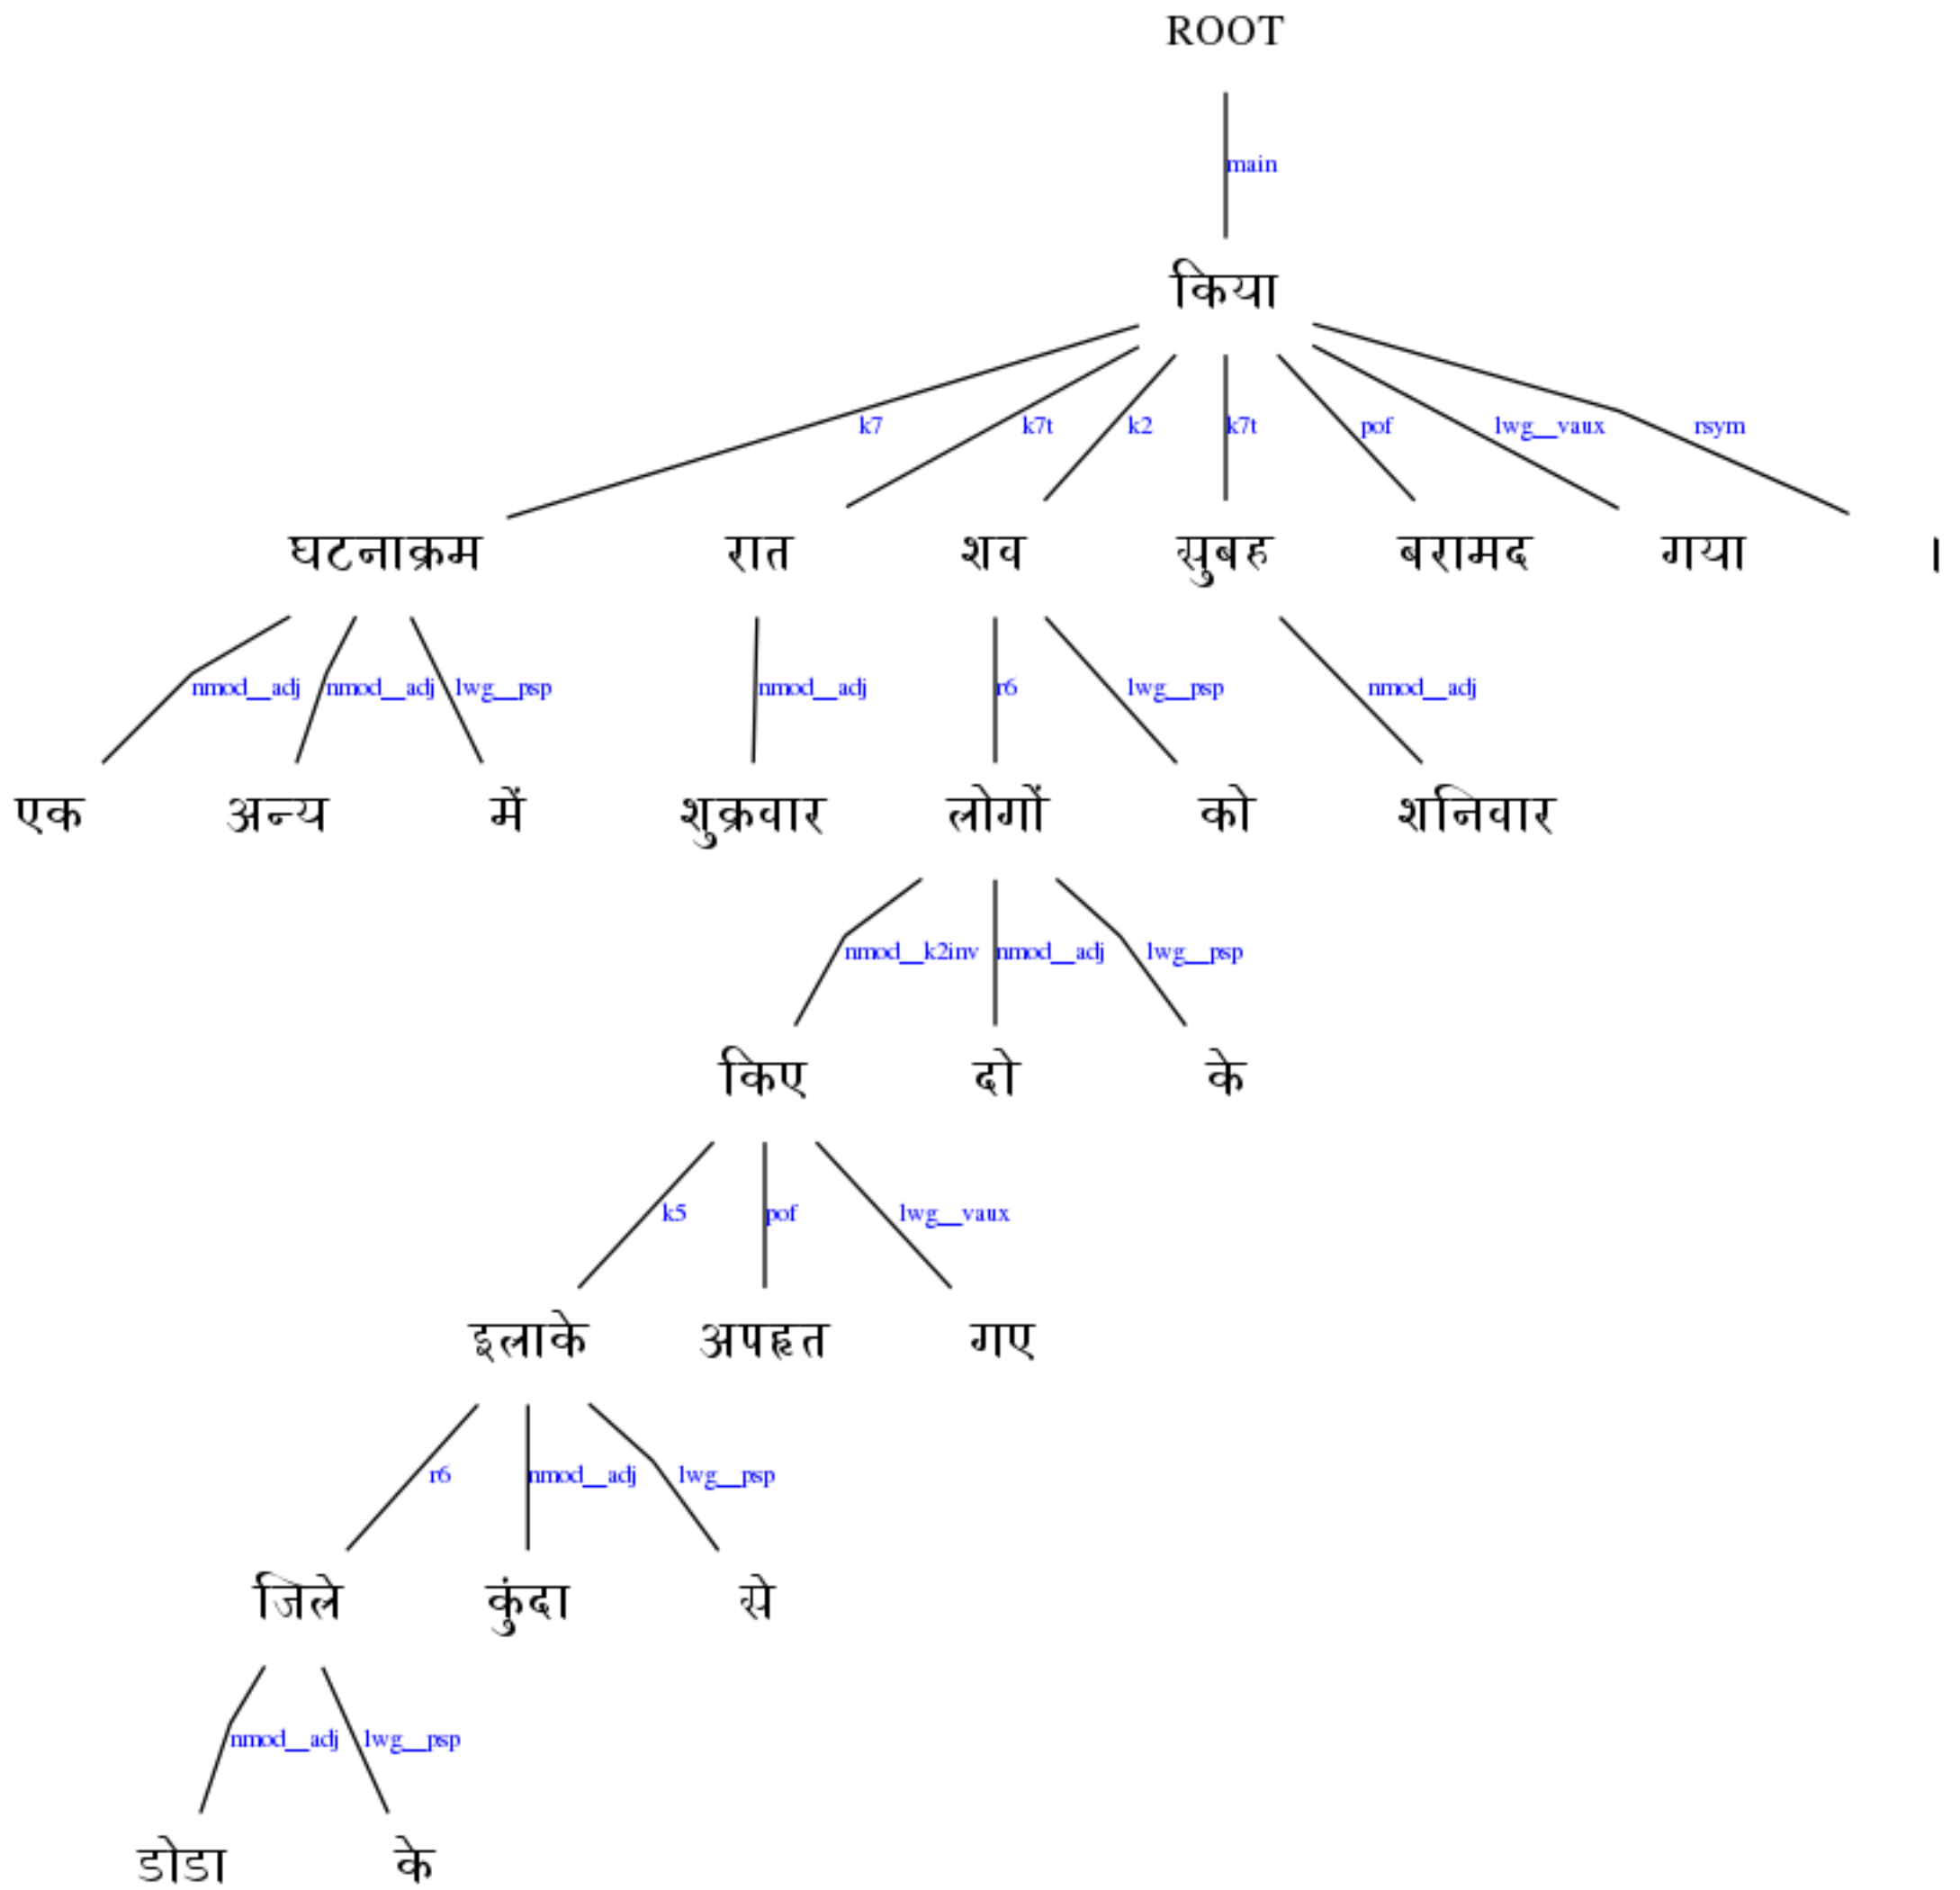 ROOT
main
किया
k7 k7t k2 k7t pof lwg__vaux rsym
घटनाक्रम रात शव सुबह बरामद गया ।
nmod__adj nmod__adj lwg__psp nmod__adj r6 lwg__psp nmod__adj
एक अन्य में शुक्रवार लोगों को शनिवार
nmod__k2inv nmod__adj lwg__psp
किए दो के
k5 pof lwg__vaux
इलाके अपहृत गए
r6 nmod__adj lwg__psp
जिले कुंदा से
nmod__adj lwg__psp
डोडा के